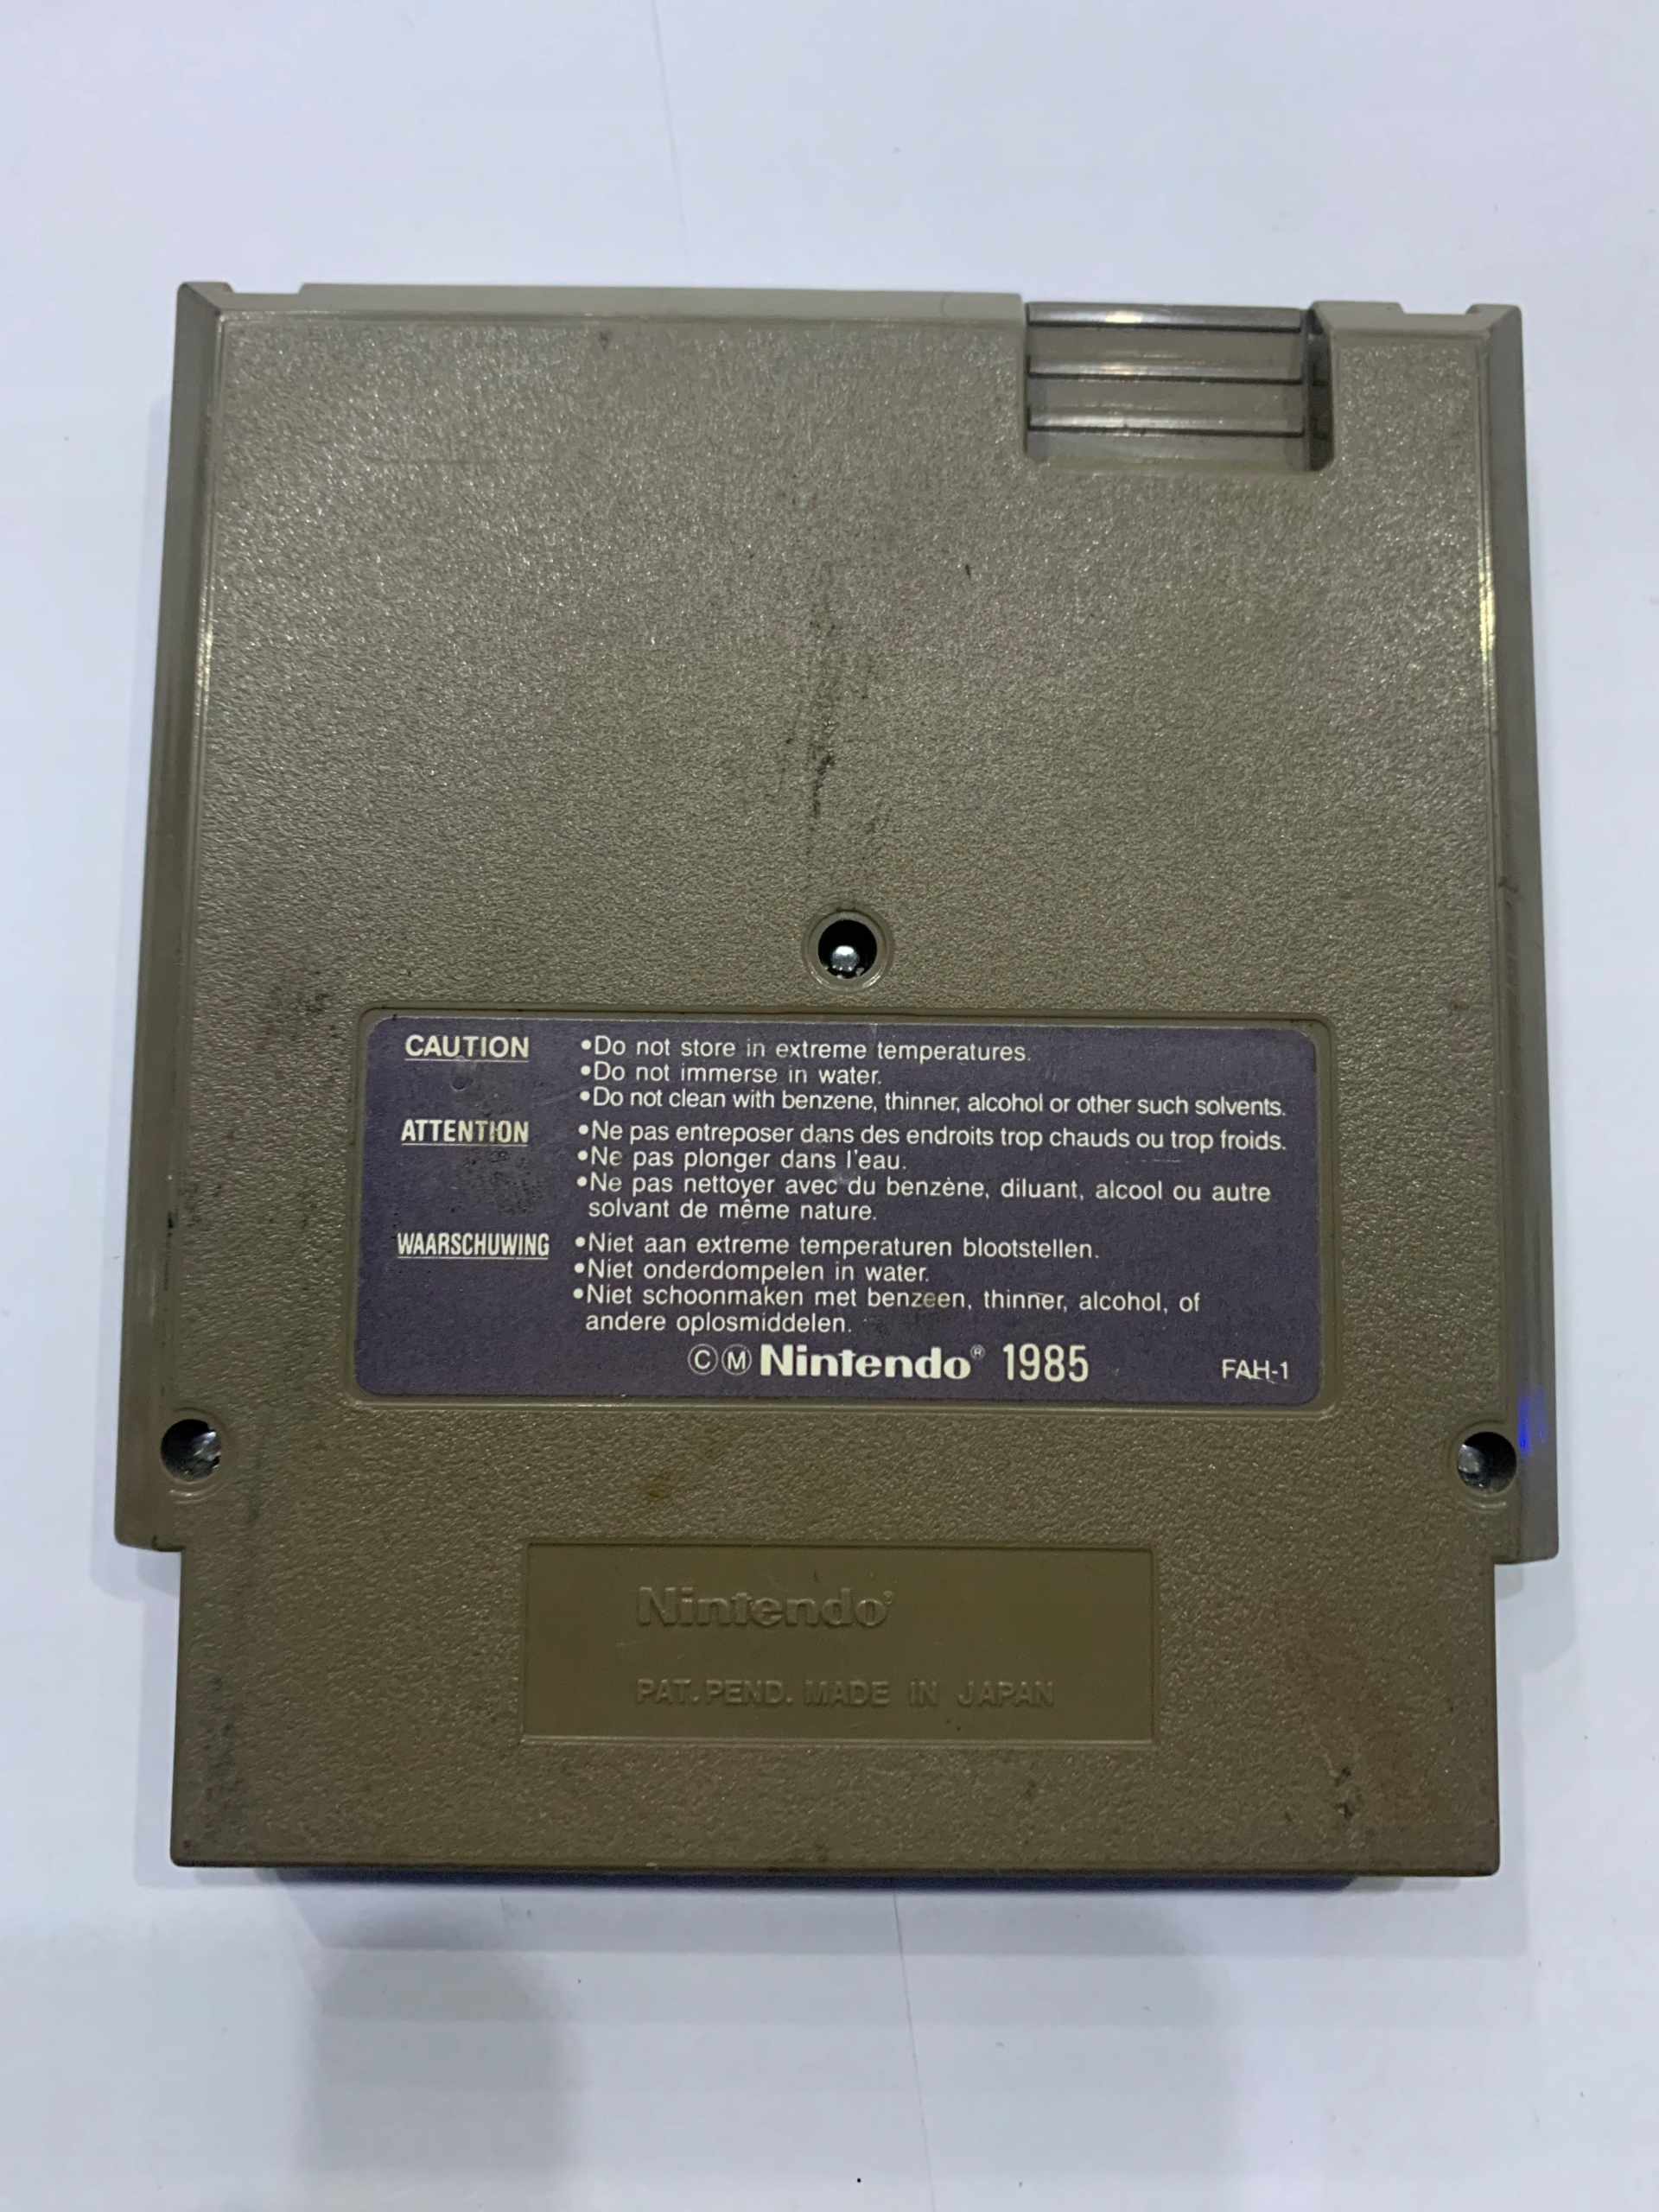 CAUTION •Do not store in extreme temperatures.
•Do not immerse in water.
•Do not clean with benzene, thinner, alcohol or other such solvents.
ATTENTION •Ne pas entreposer dans des endroits trop chauds ou trop froids.
•Ne pas plonger dans l'eau.
•Ne pas nettoyer avec du benzène, diluant, alcool ou autre
solvant de même nature.
WAARSCHUWING •Niet aan extreme temperaturen blootstellen.
•Niet onderdompelen in water.
•Niet schoonmaken met benzeen, thinner, alcohol, of
andere oplosmiddelen.
ⒸⓂ Nintendo® 1985 FAH-1
Nintendo®
PAT. PEND. MADE IN JAPAN